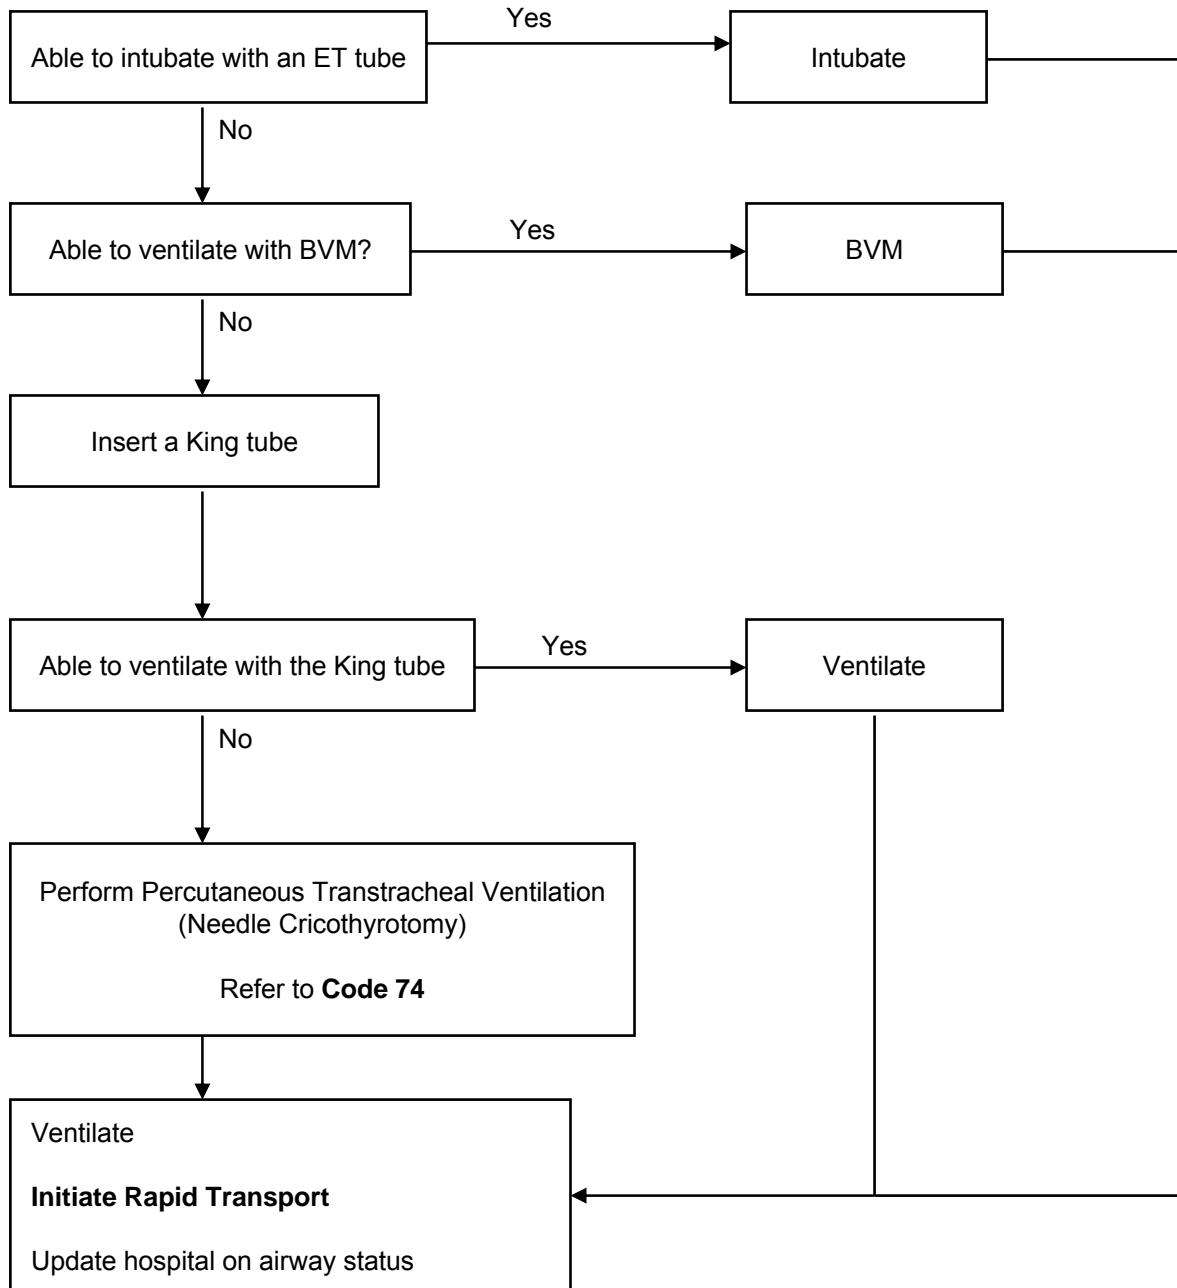 Yes
Able to intubate with an ET tube
Intubate
No
Yes
Able to ventilate with BVM?
BVM
No
Insert a King tube
Yes
Able to ventilate with the King tube
Ventilate
No
Perform Percutaneous Transtracheal Ventilation
(Needle Cricothyrotomy)
Refer to Code 74
Ventilate
Initiate Rapid Transport
Update hospital on airway status